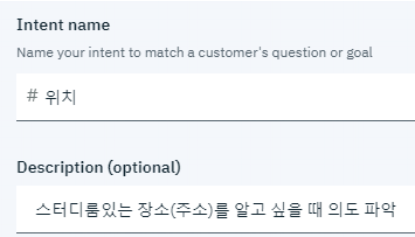 Intent name
Name your intent to match a customer's question or goal
# 위치
Description (optional)
스터디룸있는 장소(주소)를 알고 싶을 때 의도 파악